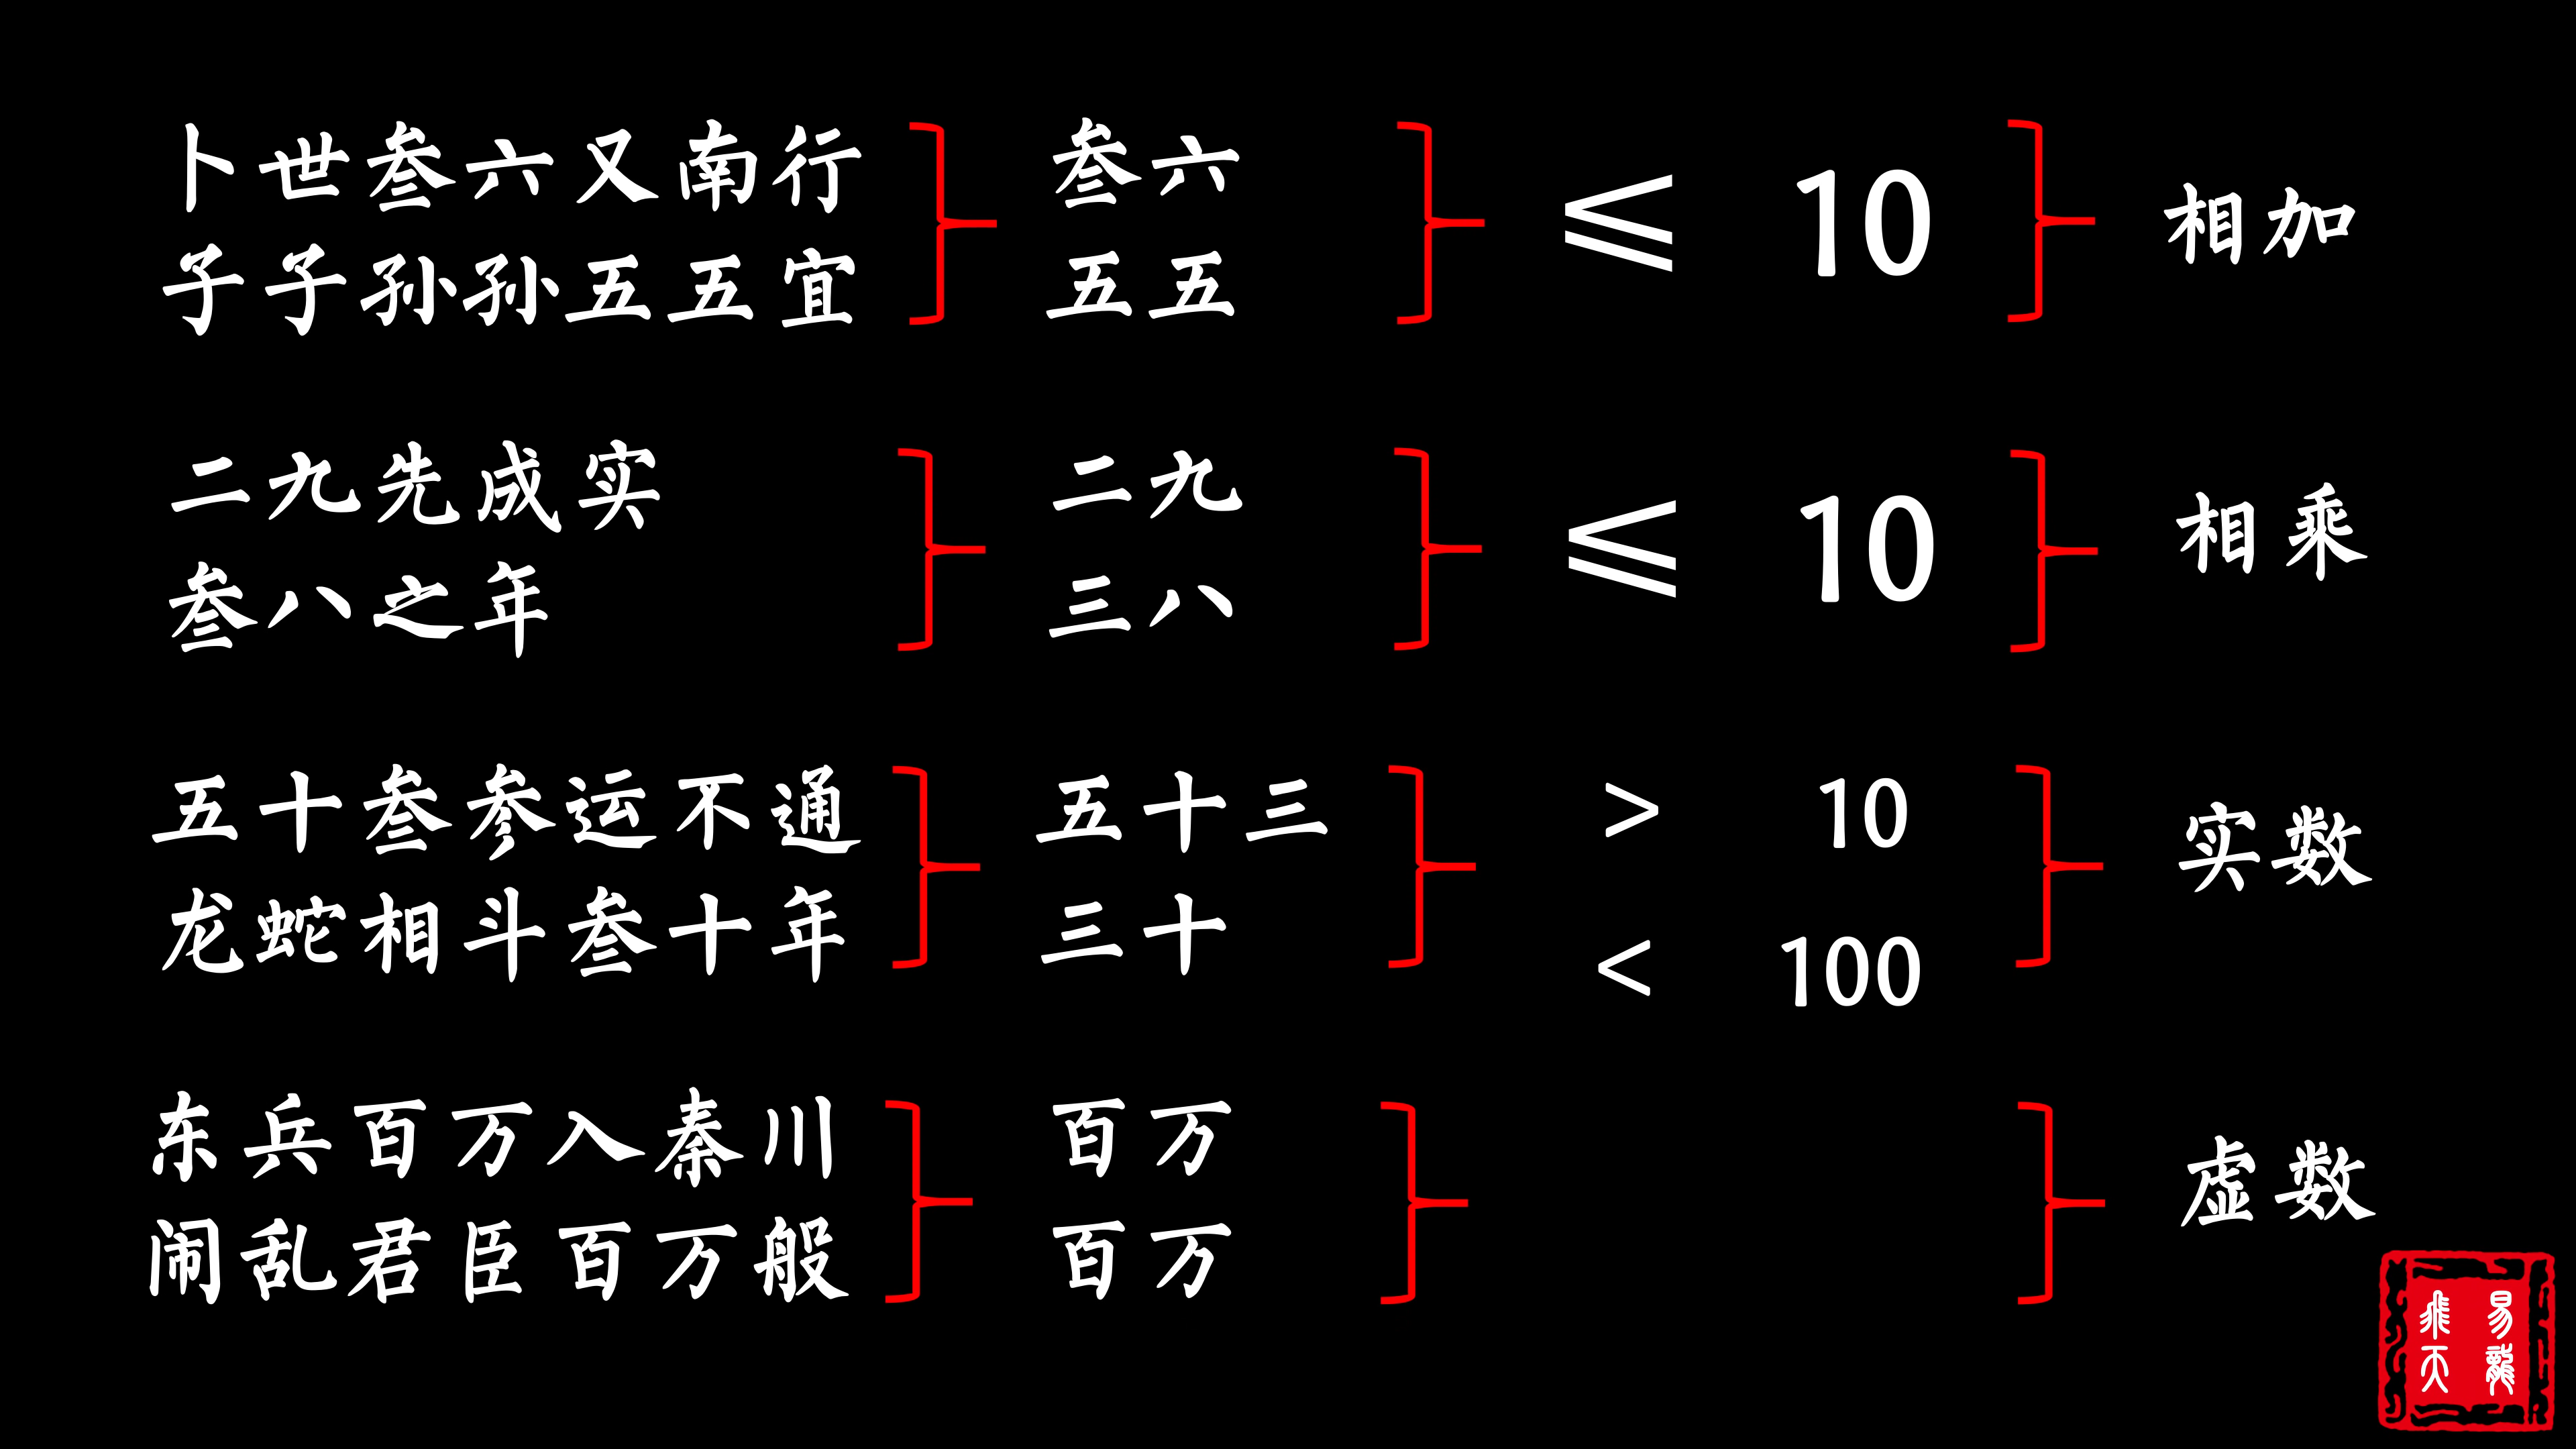 卜世叁六又南行 叁六 ≤ 10 相加
子子孙孙五五宜 五五
二九先成实 二九 ≤ 10 相乘
叁八之年 三八
五十叁参运不通 五十三 > 10 实数
龙蛇相斗叁十年 三十 < 100
东兵百万入秦川 百万 虚数
闹乱君臣百万般 百万
易龍飛天